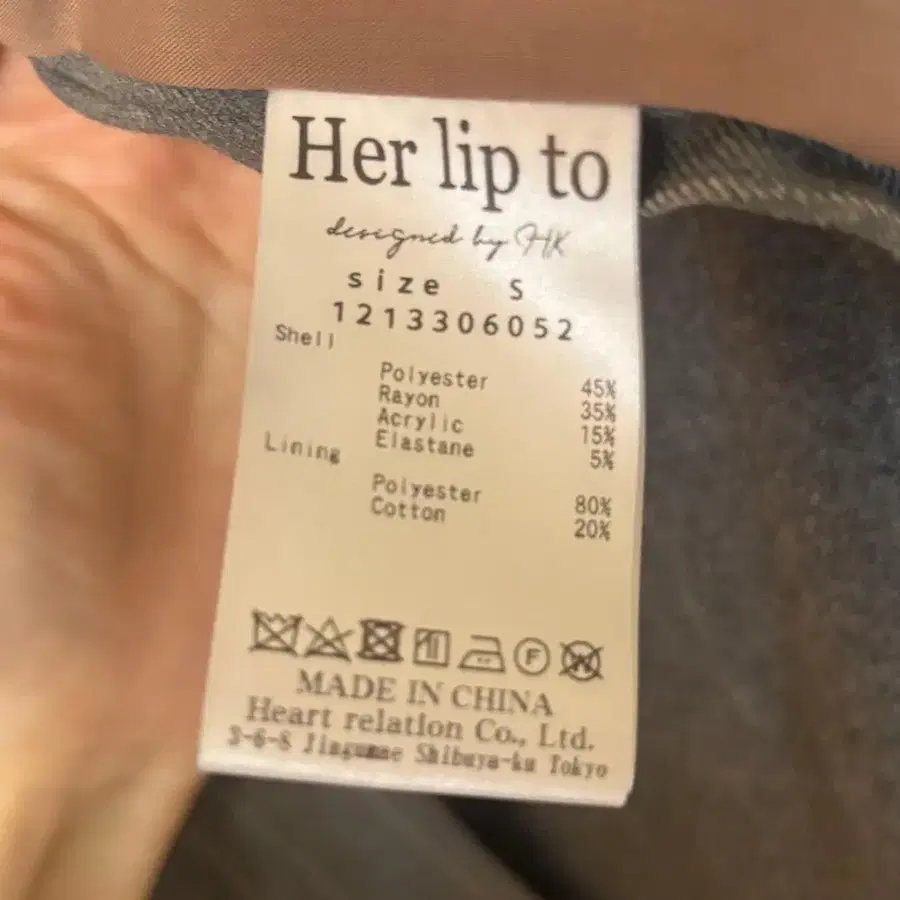 Her lip to
designed by HK
size S
1213306052
Shell
Polyester 45%
Rayon 35%
Acrylic 15%
Elastane 5%
Lining
Polyester 80%
Cotton 20%
F W
MADE IN CHINA
Heart relation Co., Ltd.
3-6-8 Jingumae Shibuya-ku Tokyo